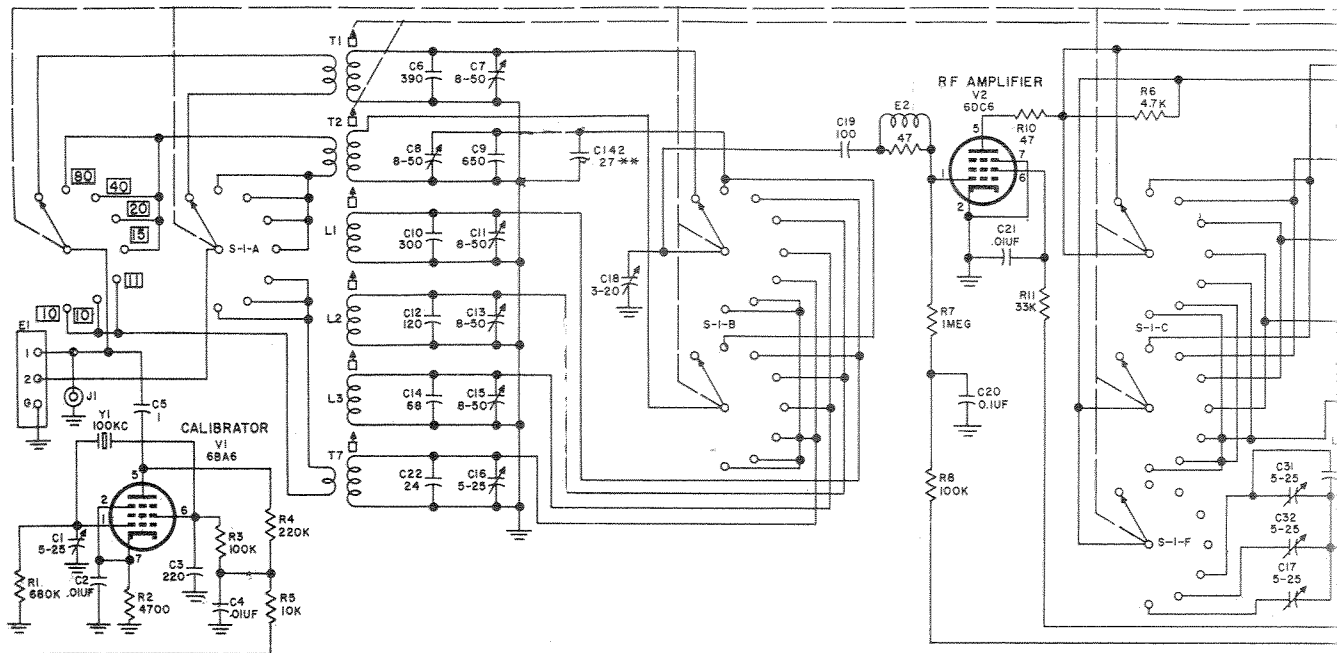 T1
C6
390
C7
8-50
T2
C8
8-50
C9
650
C142
.27**
80
40
20
15
11
10
10
S-1-A
L1
C10
300
C11
8-50
L2
C12
120
C13
8-50
L3
C14
68
C15
8-50
T7
C22
24
C16
5-25
E1
1
2
G
J1
C5
1
Y1
100KC
CALIBRATOR
V1
6BA6
5
2
1
6
7
C1
5-25
R1
680K
C2
.01UF
R2
4700
C3
220
R3
100K
C4
.01UF
R4
220K
R5
10K
C18
3-20
S-1-B
C19
100
E2
47
RF AMPLIFIER
V2
6DC6
5
7
6
1
2
R10
47
R6
4.7K
C21
.01UF
R11
33K
R7
1MEG
C20
0.1UF
R8
100K
S-1-C
S-1-F
C31
5-25
C32
5-25
C17
5-25
L